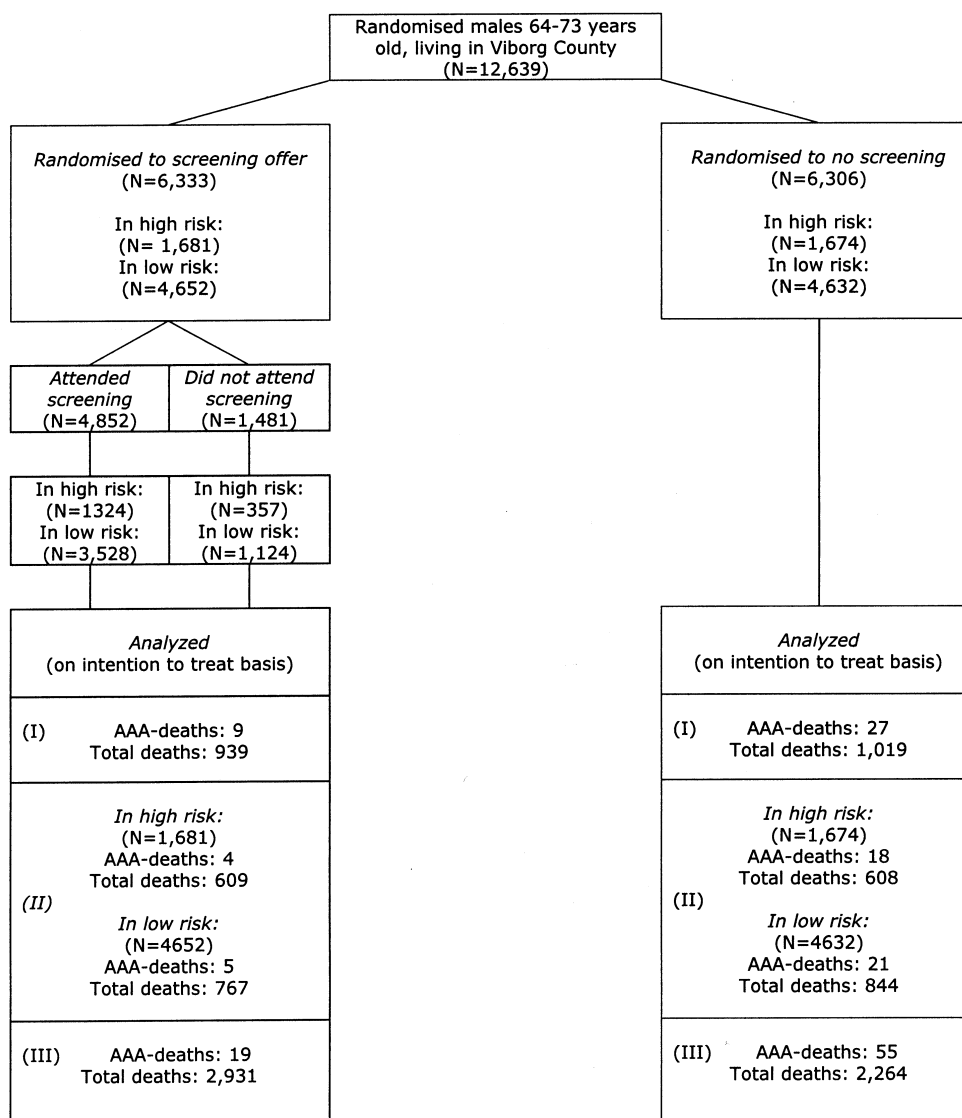 Randomised males 64-73 years
old, living in Viborg County
(N=12,639)
Randomised to screening offer
(N=6,333)
In high risk:
(N= 1,681)
In low risk:
(N=4,652)
Randomised to no screening
(N=6,306)
In high risk:
(N=1,674)
In low risk:
(N=4,632)
Attended
screening
(N=4,852)
Did not attend
screening
(N=1,481)
In high risk:
(N=1324)
In low risk:
(N=3,528)
In high risk:
(N=357)
In low risk:
(N=1,124)
Analyzed
(on intention to treat basis)
(I) AAA-deaths: 9
Total deaths: 939
(II)
In high risk:
(N=1,681)
AAA-deaths: 4
Total deaths: 609
In low risk:
(N=4652)
AAA-deaths: 5
Total deaths: 767
(III) AAA-deaths: 19
Total deaths: 2,931
Analyzed
(on intention to treat basis)
(I) AAA-deaths: 27
Total deaths: 1,019
(II)
In high risk:
(N=1,674)
AAA-deaths: 18
Total deaths: 608
In low risk:
(N=4632)
AAA-deaths: 21
Total deaths: 844
(III) AAA-deaths: 55
Total deaths: 2,264